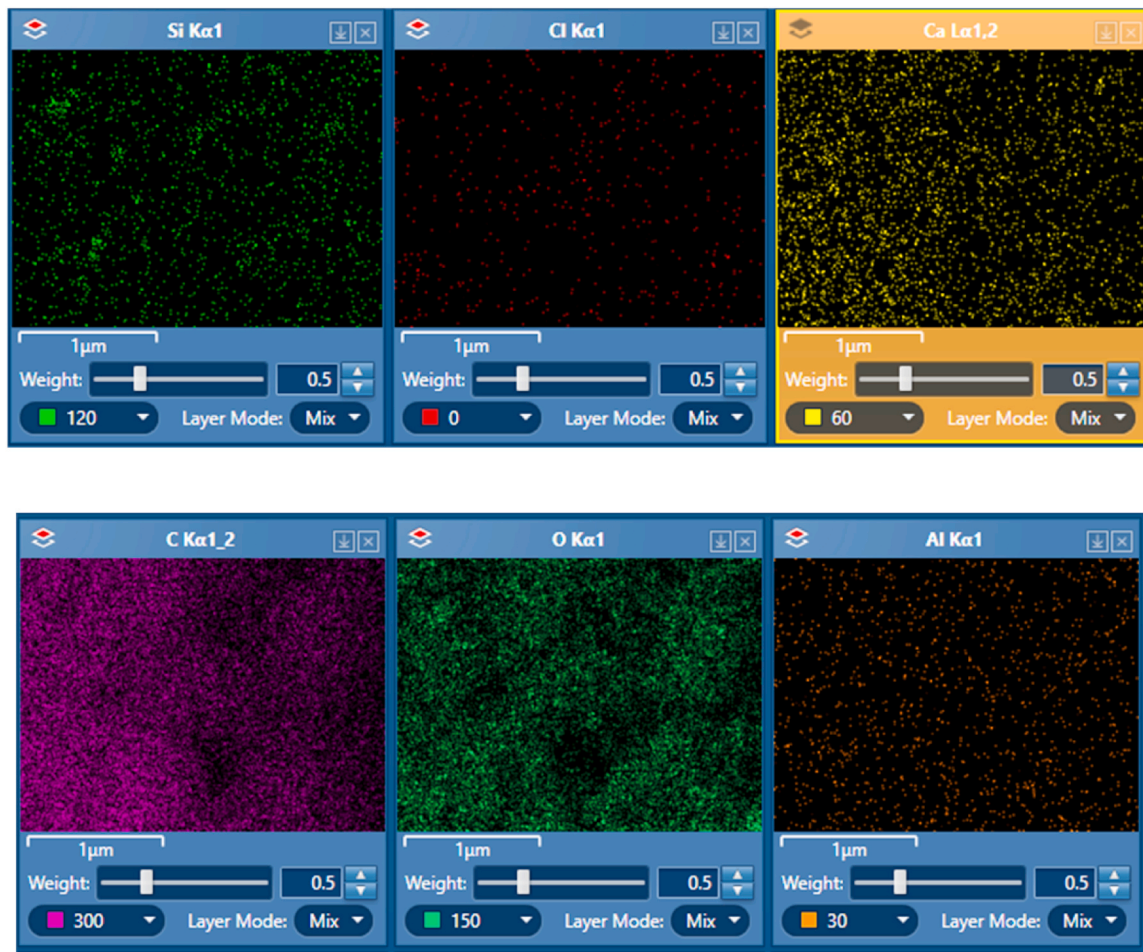 Si Kα1
Cl Kα1
Ca Lα1,2
1μm
1μm
1μm
Weight: 0.5
Weight: 0.5
Weight: 0.5
120 Layer Mode: Mix
0 Layer Mode: Mix
60 Layer Mode: Mix
C Kα1_2
O Kα1
Al Kα1
1μm
1μm
1μm
Weight: 0.5
Weight: 0.5
Weight: 0.5
300 Layer Mode: Mix
150 Layer Mode: Mix
30 Layer Mode: Mix